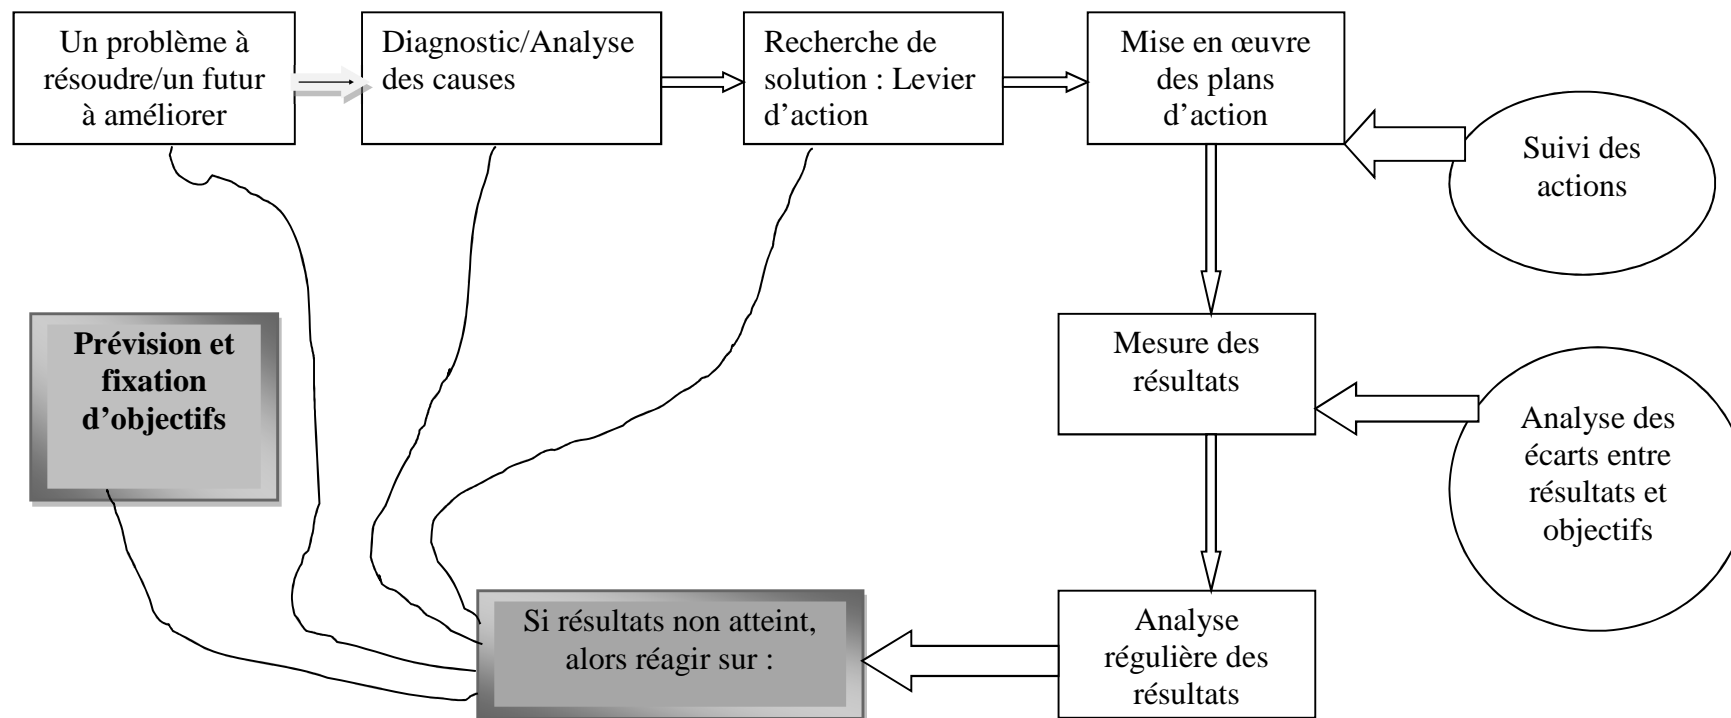 Un problème à
résoudre/un futur
à améliorer
Diagnostic/Analyse
des causes
Recherche de
solution : Levier
d’action
Mise en œuvre
des plans
d’action
Suivi des
actions
Prévision et
fixation
d’objectifs
Mesure des
résultats
Analyse des
écarts entre
résultats et
objectifs
Si résultats non atteint,
alors réagir sur :
Analyse
régulière des
résultats